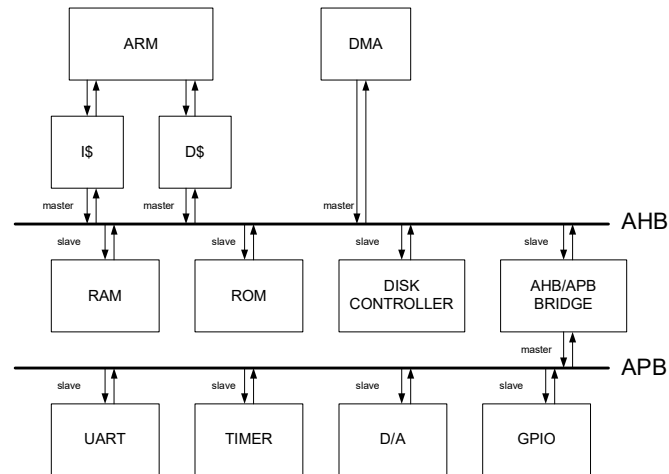 ARM
DMA
I$
D$
master
master
master
AHB
slave
slave
slave
slave
RAM
ROM
DISK
CONTROLLER
AHB/APB
BRIDGE
master
APB
slave
slave
slave
slave
UART
TIMER
D/A
GPIO